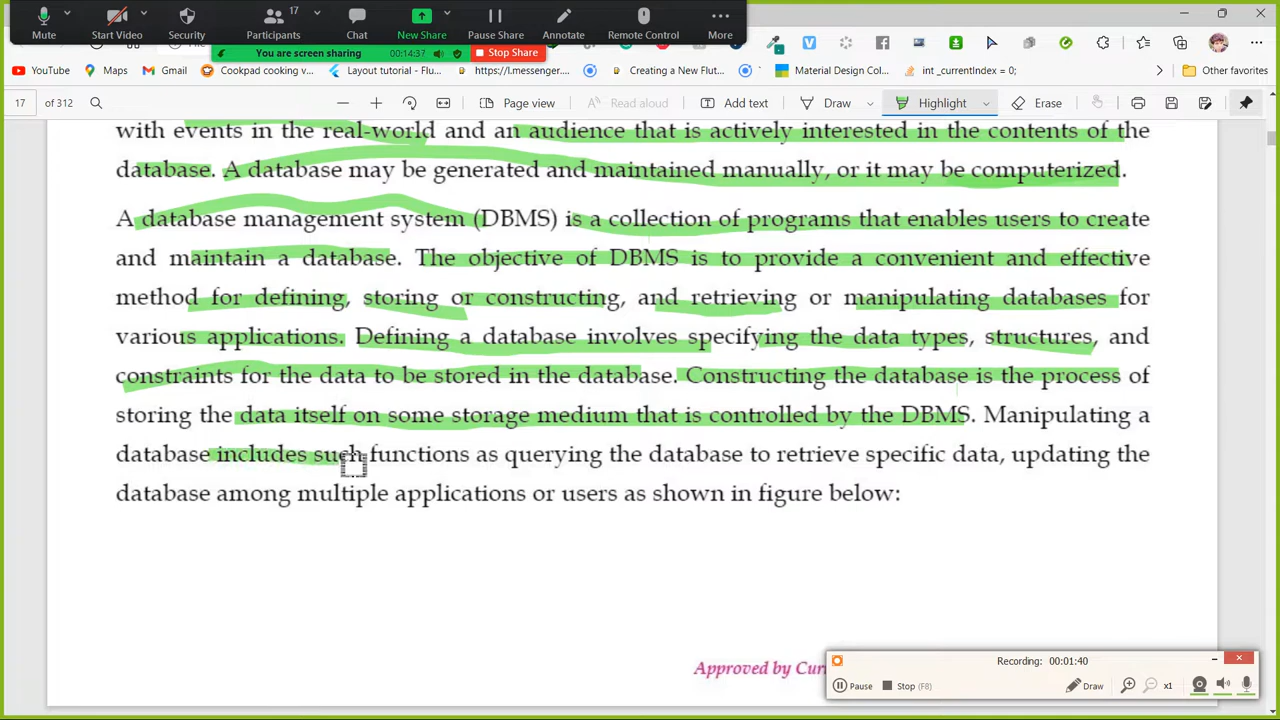 17
Mute Start Video Security Participants Chat New Share Pause Share Annotate Remote Control More
You are screen sharing 00:14:37 Stop Share
YouTube Maps Gmail Cookpad cooking v... Layout tutorial - Flu... https://l.messenger... Creating a New Flut... Material Design Col... int _currentIndex = 0; Other favorites
17 of 312 Page view Read aloud Add text Draw Highlight Erase
with events in the real-world and an audience that is actively interested in the contents of the
database. A database may be generated and maintained manually, or it may be computerized.
A database management system (DBMS) is a collection of programs that enables users to create
and maintain a database. The objective of DBMS is to provide a convenient and effective
method for defining, storing or constructing, and retrieving or manipulating databases for
various applications. Defining a database involves specifying the data types, structures, and
constraints for the data to be stored in the database. Constructing the database is the process of
storing the data itself on some storage medium that is controlled by the DBMS. Manipulating a
database includes such functions as querying the database to retrieve specific data, updating the
database among multiple applications or users as shown in figure below:
Approved by Cur
Recording: 00:01:40
Pause Stop (F8) Draw x1